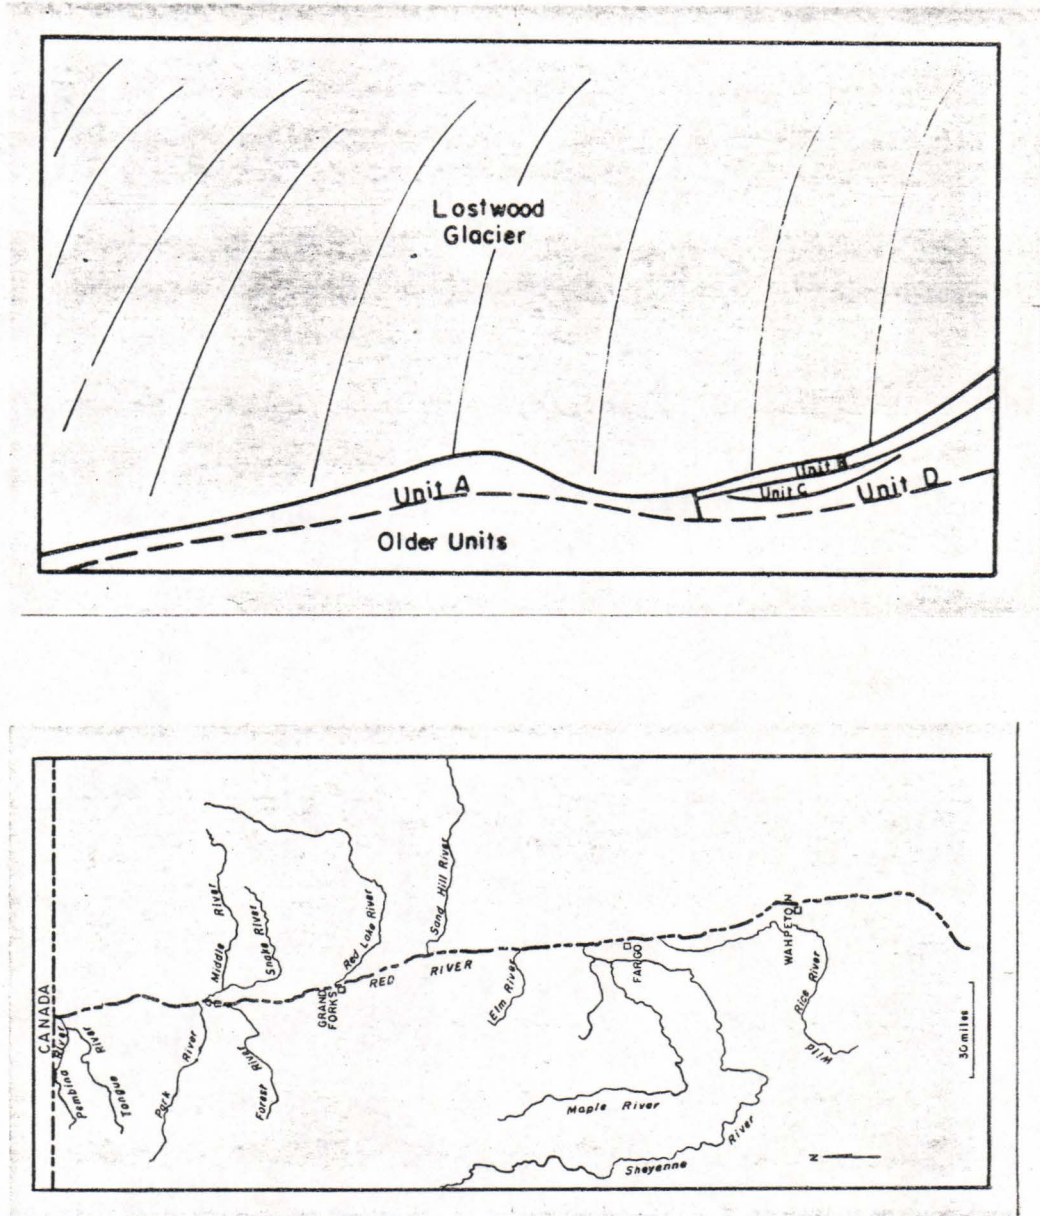 Lostwood
Glacier
Unit A
Unit B
Unit C
Unit D
Older Units
CANADA
Pembina River
Tongue River
Park River
Forest River
Middle River
Snake River
Red Lake River
Sand Hill River
GRAND
FORKS
RED RIVER
Elm River
FARGO
WAHPETON
Wild Rice River
Maple River
Sheyenne River
N
30 miles